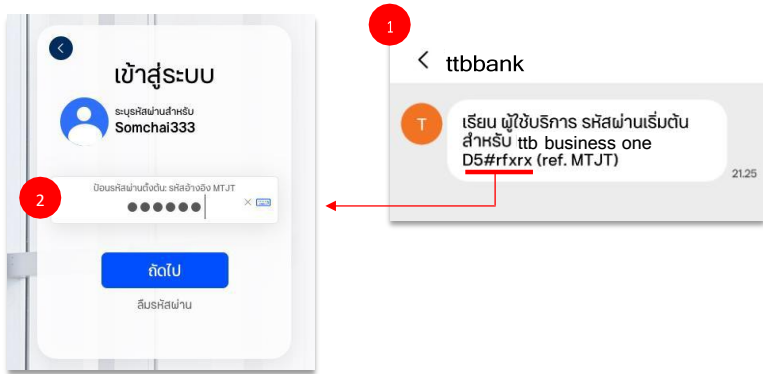 เข้าสู่ระบบ
ระบุรหัสผ่านสำหรับ
Somchai333
ป้อนรหัสผ่านตั้งต้น: รหัสอ้างอิง MTJT
2
ถัดไป
ลืมรหัสผ่าน
1
ttbbank
T
เรียน ผู้ใช้บริการ รหัสผ่านเริ่มต้น
สำหรับ ttb business one
D5#rfxrx (ref. MTJT)
21.25